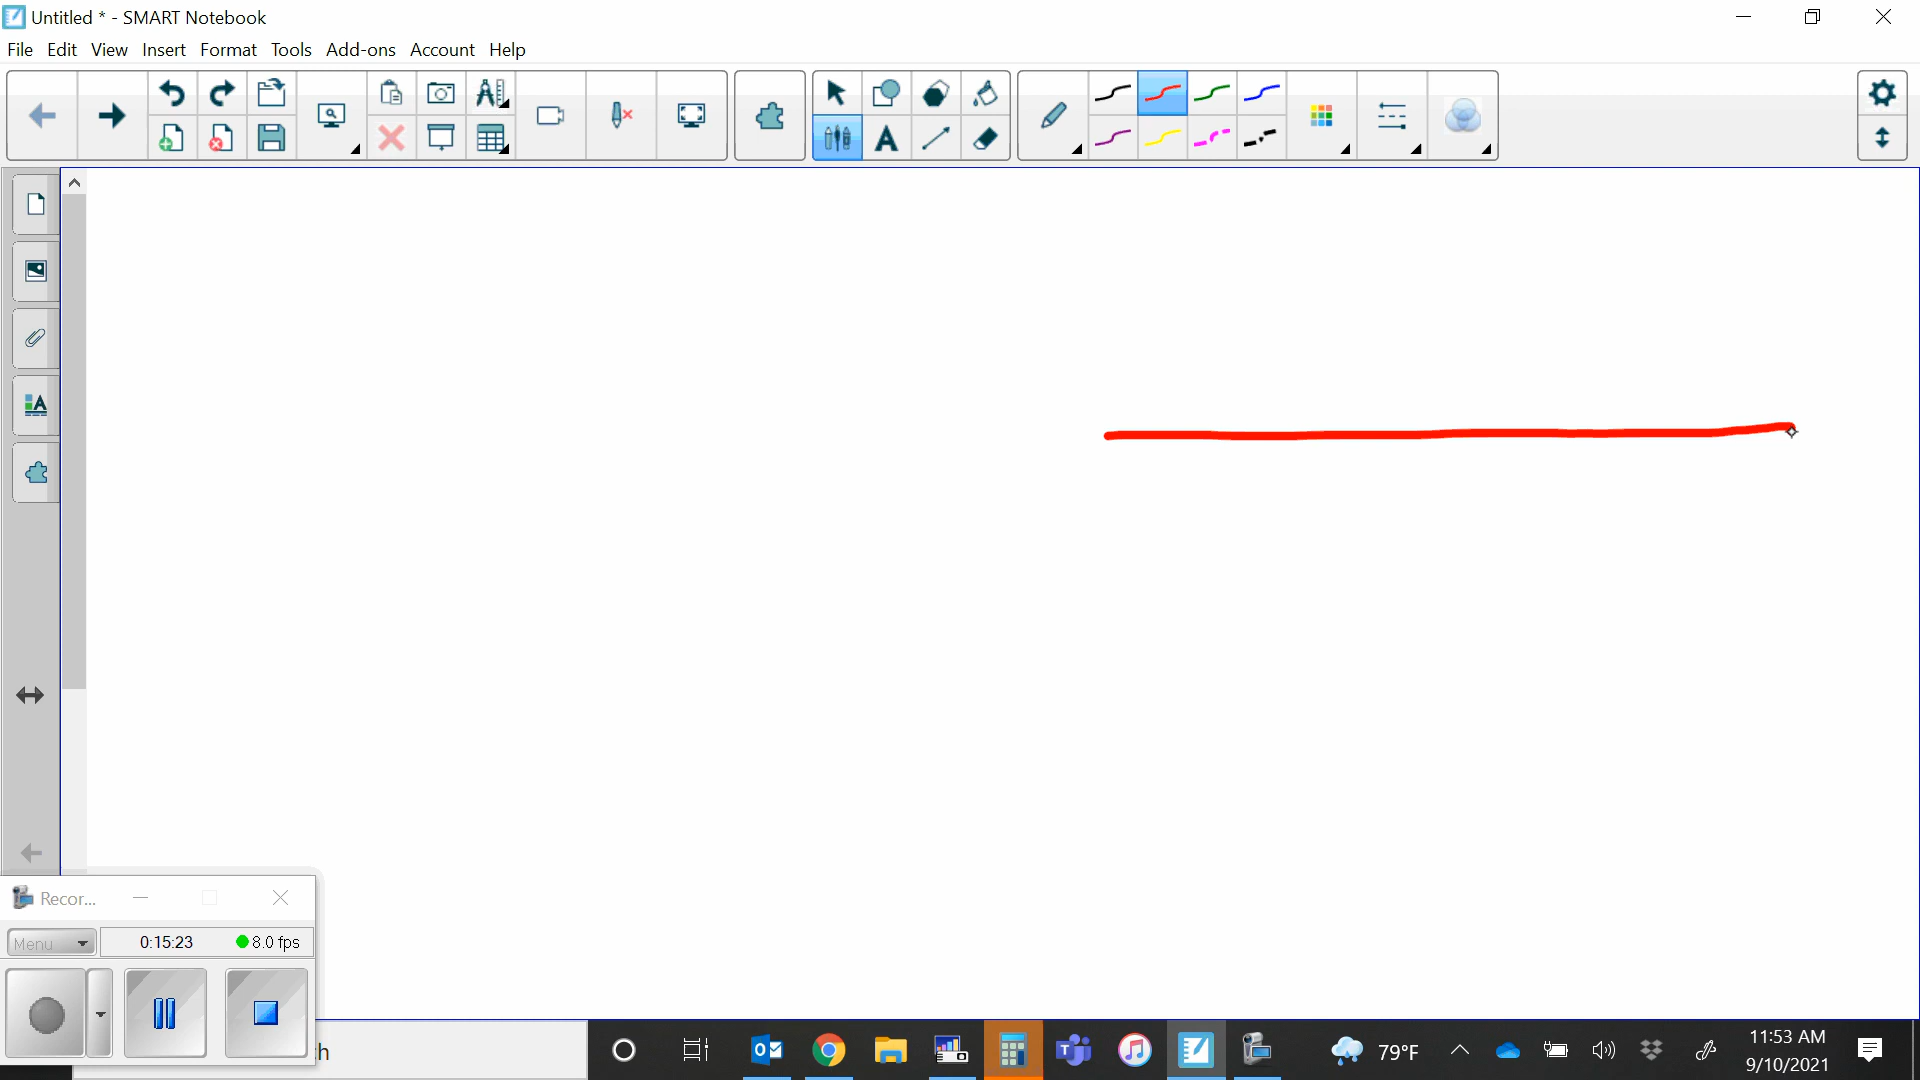 Untitled * - SMART Notebook
File Edit View Insert Format Tools Add-ons Account Help
Recor...
Menu 0:15:23 8.0 fps
h
79°F
11:53 AM
9/10/2021